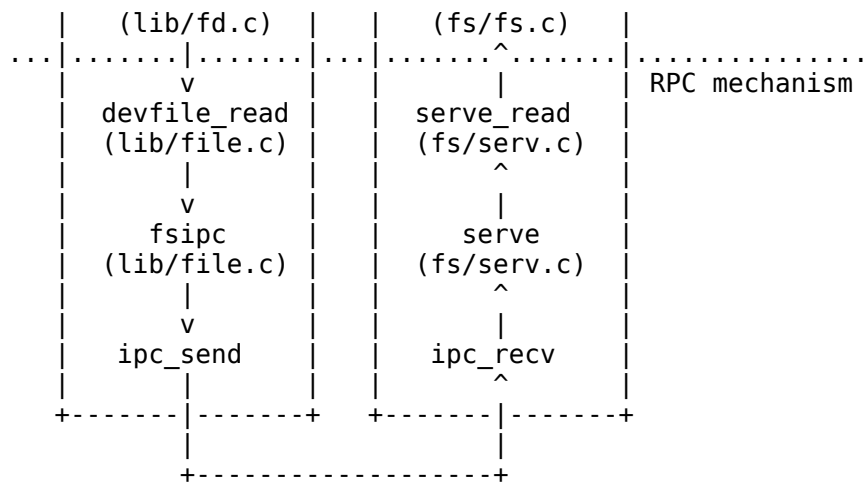 |   (lib/fd.c)  |   |   (fs/fs.c)   |
...|.......|.......|...|.......^.......|...............
   |       v       |   |       |       | RPC mechanism
   |  devfile_read |   |  serve_read   |
   |  (lib/file.c) |   |  (fs/serv.c)  |
   |       |       |   |       ^       |
   |       v       |   |       |       |
   |     fsipc     |   |     serve     |
   |  (lib/file.c) |   |  (fs/serv.c)  |
   |       |       |   |       ^       |
   |       v       |   |       |       |
   |   ipc_send    |   |   ipc_recv    |
   |       |       |   |       ^       |
   +-------|-------+   +-------|-------+
           |                   |
           +-------------------+